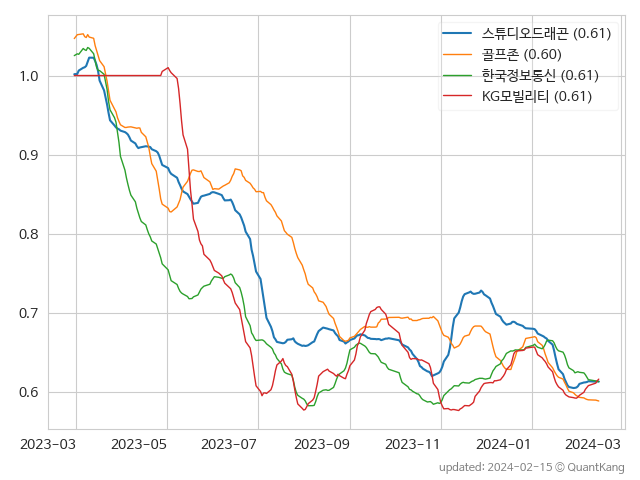 스튜디오드래곤 (0.61)
골프존 (0.60)
한국정보통신 (0.61)
KG모빌리티 (0.61)
1.0
0.9
0.8
0.7
0.6
2023-03 2023-05 2023-07 2023-09 2023-11 2024-01 2024-03
updated: 2024-02-15 © QuantKang